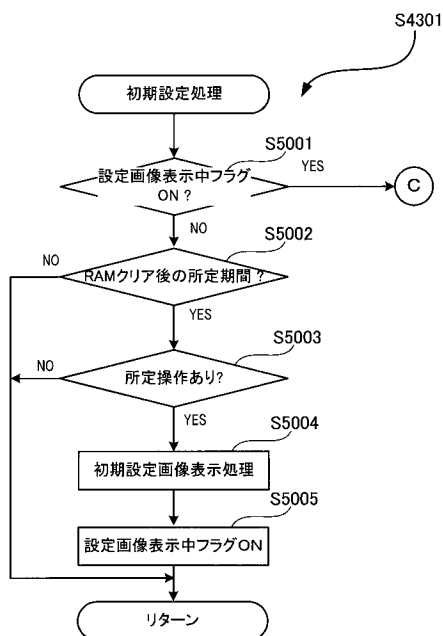 S4301
初期設定処理
S5001
設定画像表示中フラグ
ON?
YES
C
NO
S5002
NO
RAMクリア後の所定期間?
YES
S5003
NO
所定操作あり?
YES
S5004
初期設定画像表示処理
S5005
設定画像表示中フラグON
リターン